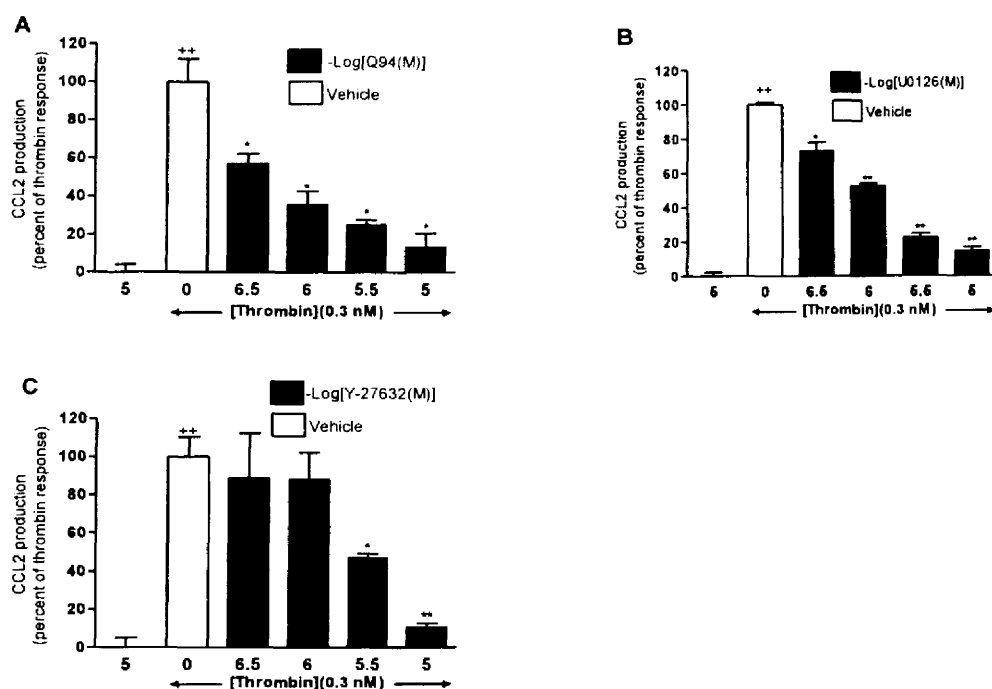 A
CCL2 production
(percent of thrombin response)
120
100
80
60
40
20
0
++
*
*
*
*
-Log[Q94(M)]
Vehicle
5 0 6.5 6 5.5 5
[Thrombin](0.3 nM)
B
CCL2 production
(percent of thrombin response)
120
100
80
60
40
20
0
++
*
**
**
**
-Log[U0126(M)]
Vehicle
5 0 6.5 6 5.5 5
[Thrombin](0.3 nM)
C
CCL2 production
(percent of thrombin response)
120
100
80
60
40
20
0
++
*
**
-Log[Y-27632(M)]
Vehicle
5 0 6.5 6 5.5 5
[Thrombin](0.3 nM)